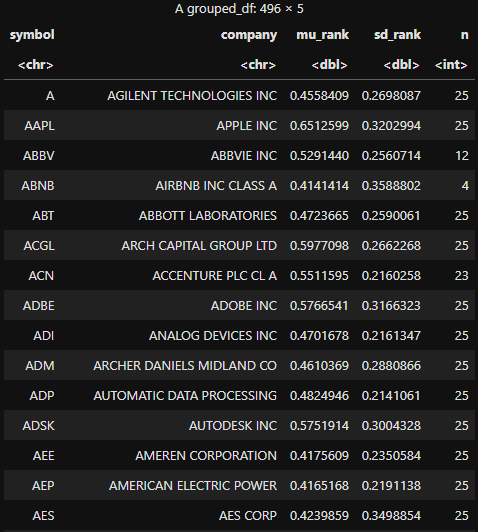 A grouped_df: 496 × 5
symbol company mu_rank sd_rank n
<chr> <chr> <dbl> <dbl> <int>
A AGILENT TECHNOLOGIES INC 0.4558409 0.2698087 25
AAPL APPLE INC 0.6512599 0.3202994 25
ABBV ABBVIE INC 0.5291440 0.2560714 12
ABNB AIRBNB INC CLASS A 0.4141414 0.3588802 4
ABT ABBOTT LABORATORIES 0.4723665 0.2590061 25
ACGL ARCH CAPITAL GROUP LTD 0.5977098 0.2662268 25
ACN ACCENTURE PLC CL A 0.5511595 0.2160258 23
ADBE ADOBE INC 0.5766541 0.3166323 25
ADI ANALOG DEVICES INC 0.4701678 0.2161347 25
ADM ARCHER DANIELS MIDLAND CO 0.4610369 0.2880866 25
ADP AUTOMATIC DATA PROCESSING 0.4824946 0.2141061 25
ADSK AUTODESK INC 0.5751914 0.3004328 25
AEE AMEREN CORPORATION 0.4175609 0.2350584 25
AEP AMERICAN ELECTRIC POWER 0.4165168 0.2191138 25
AES AES CORP 0.4239859 0.3498854 25